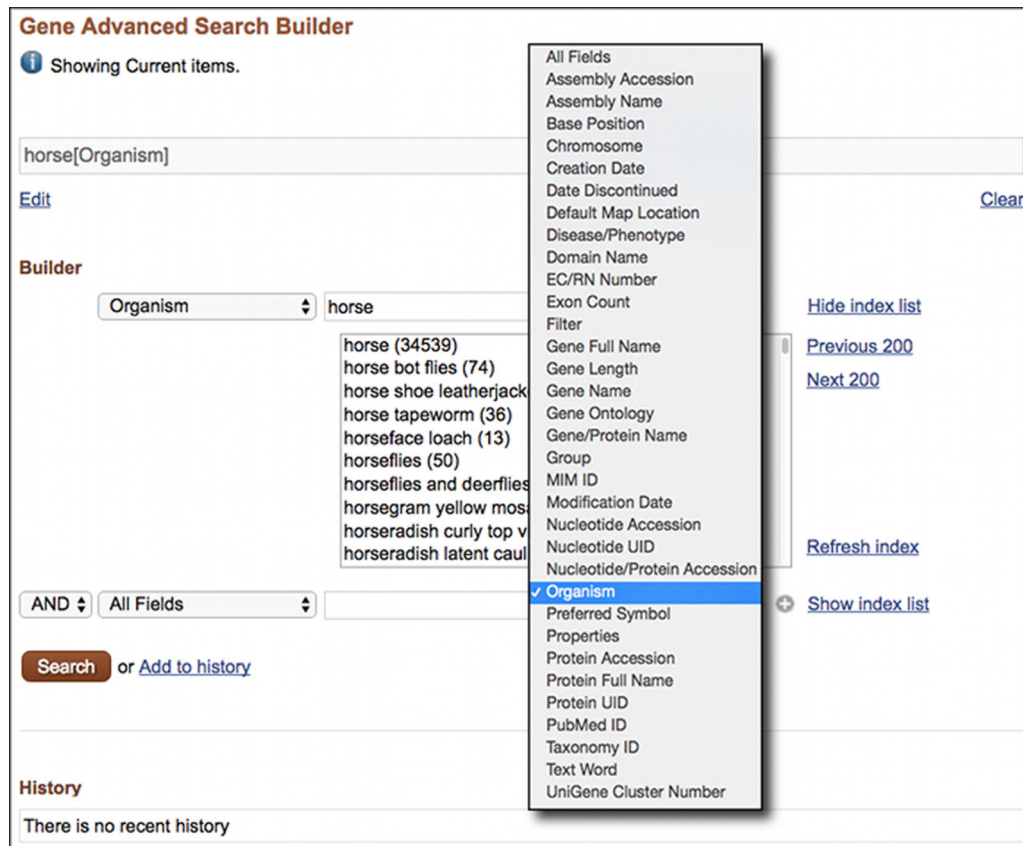 Gene Advanced Search Builder
Showing Current items.
horse[Organism]
Edit
Clear
Builder
Organism
horse
Hide index list
horse (34539)
horse bot flies (74)
horse shoe leatherjack
horse tapeworm (36)
horseface loach (13)
horseflies (50)
horseflies and deerflies
horsegram yellow mos
horseradish curly top v
horseradish latent caul
Previous 200
Next 200
Refresh index
AND
All Fields
Show index list
Search or Add to history
History
There is no recent history
All Fields
Assembly Accession
Assembly Name
Base Position
Chromosome
Creation Date
Date Discontinued
Default Map Location
Disease/Phenotype
Domain Name
EC/RN Number
Exon Count
Filter
Gene Full Name
Gene Length
Gene Name
Gene Ontology
Gene/Protein Name
Group
MIM ID
Modification Date
Nucleotide Accession
Nucleotide UID
Nucleotide/Protein Accession
✓ Organism
Preferred Symbol
Properties
Protein Accession
Protein Full Name
Protein UID
PubMed ID
Taxonomy ID
Text Word
UniGene Cluster Number